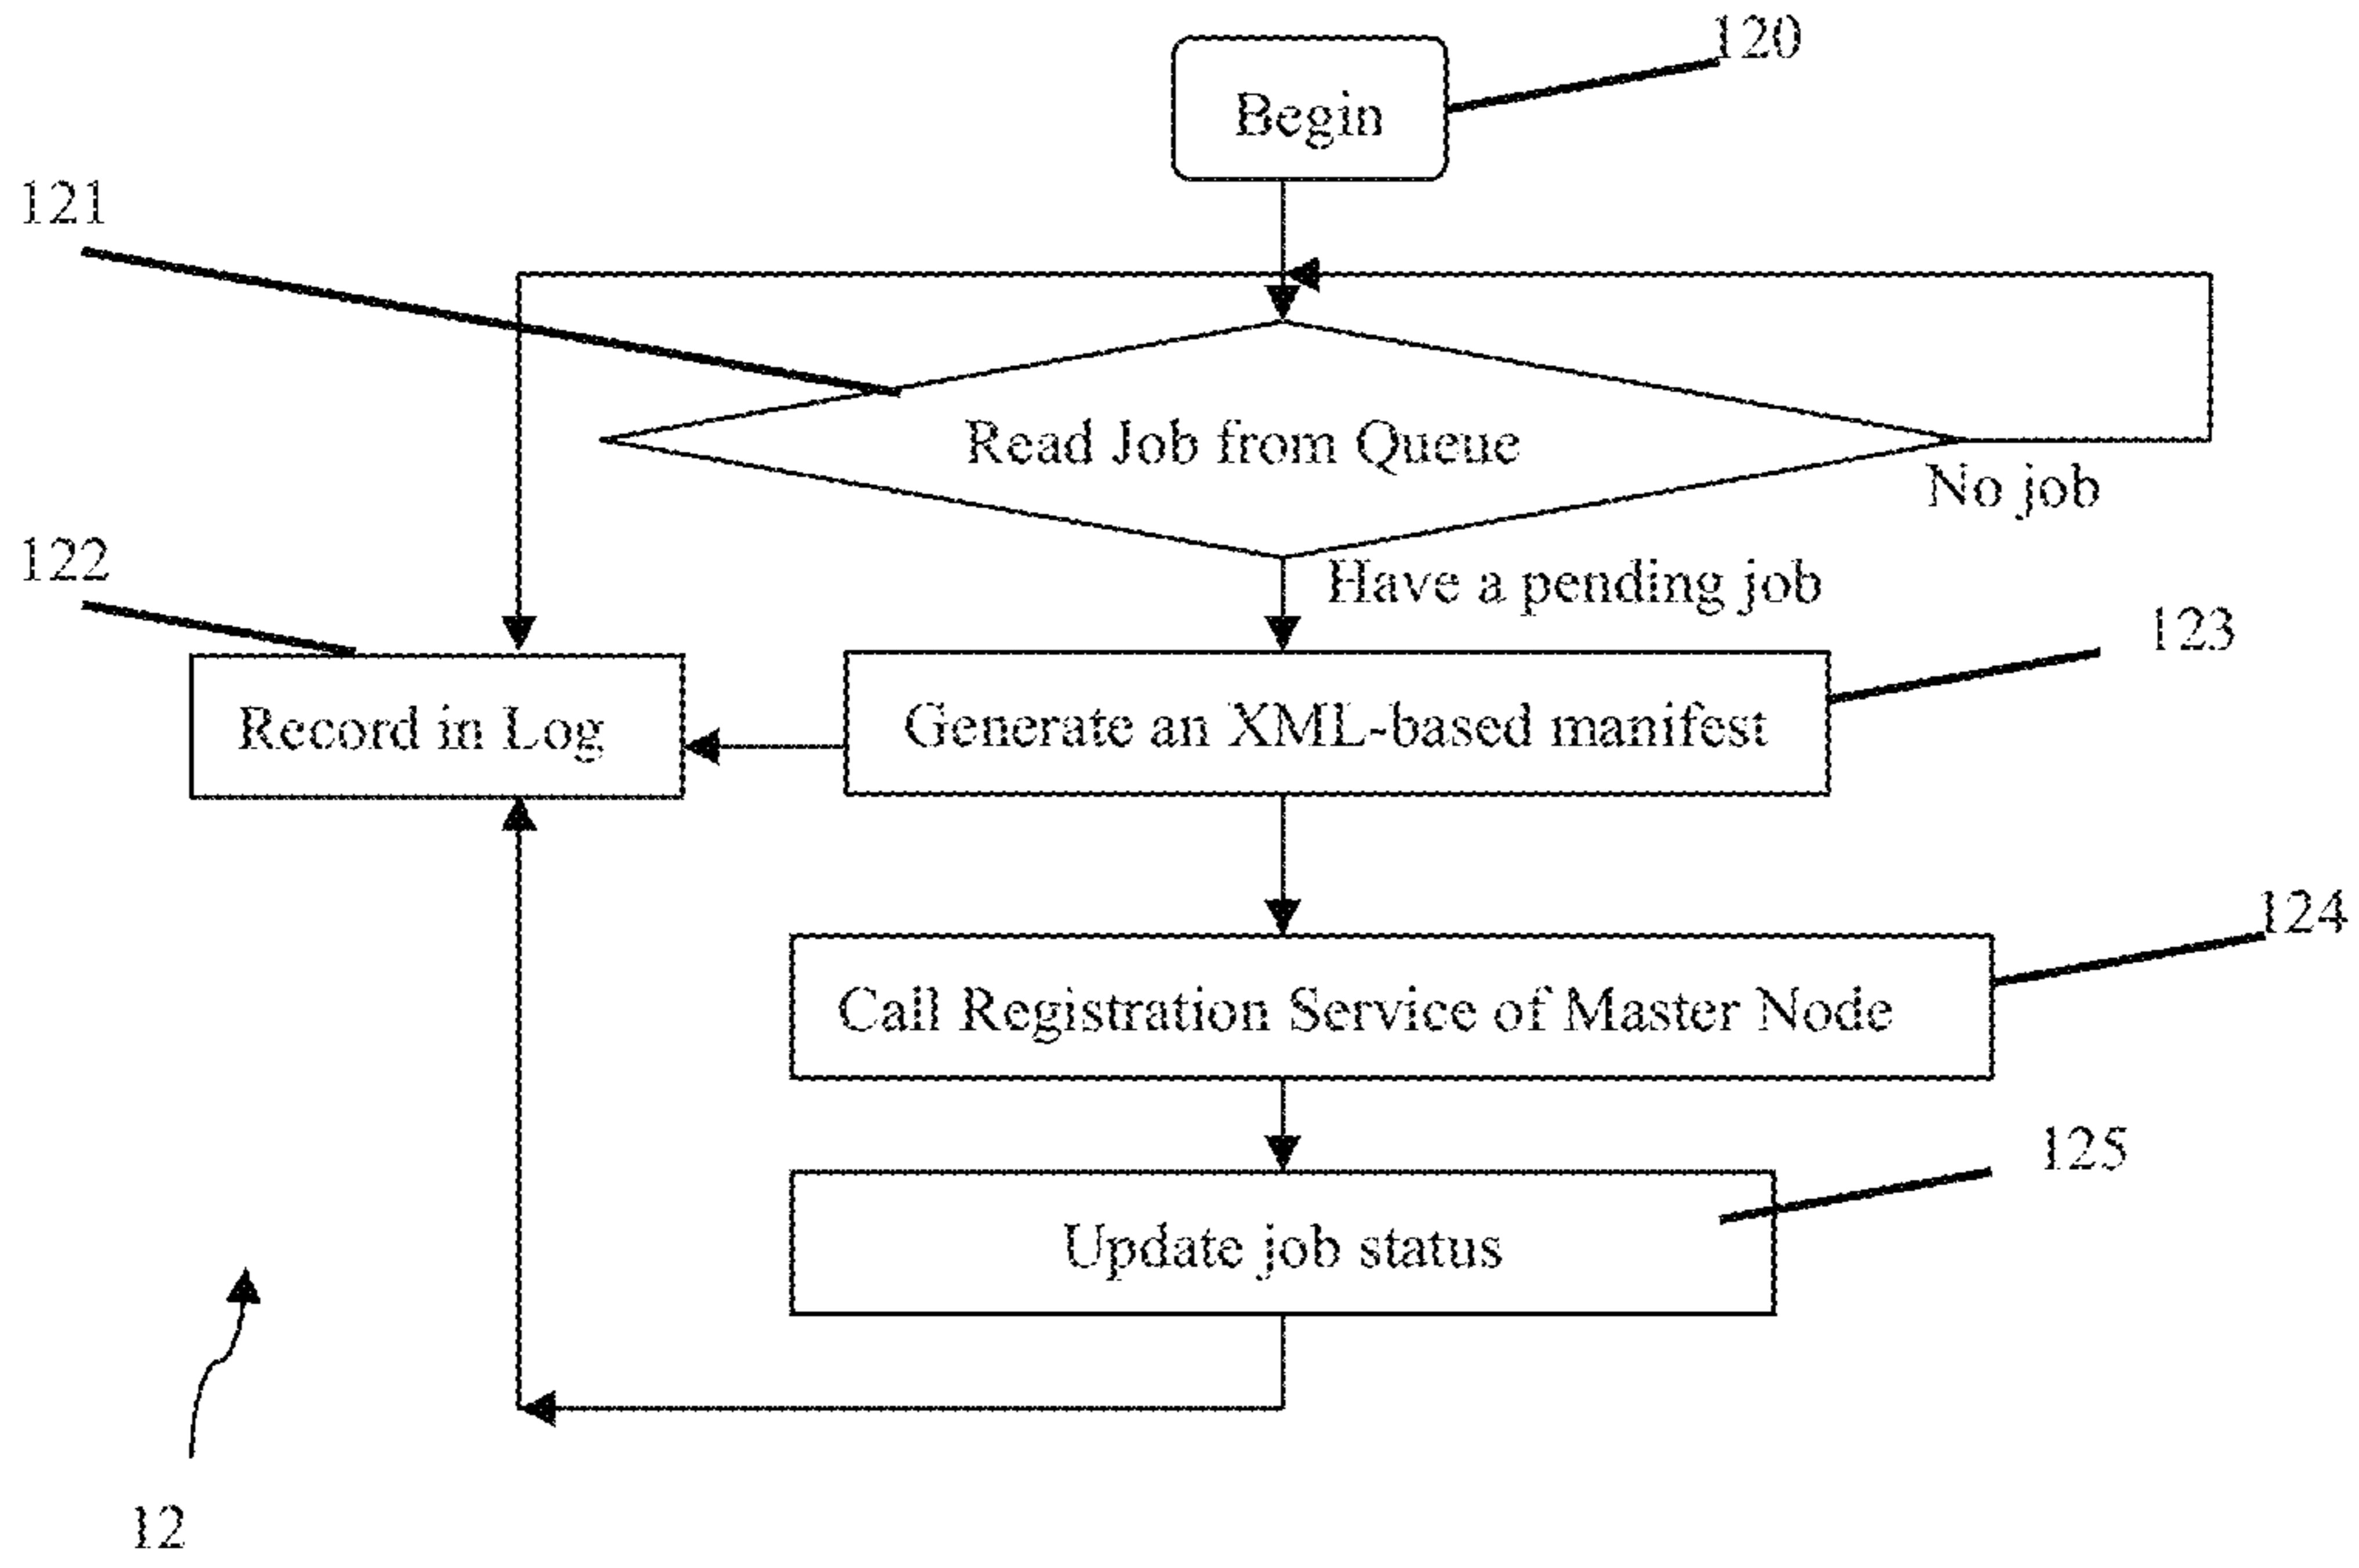 120
Begin
121
Read Job from Queue
No job
122
Have a pending job
123
Record in Log
Generate an XML-based manifest
124
Call Registration Service of Master Node
125
Update job status
12